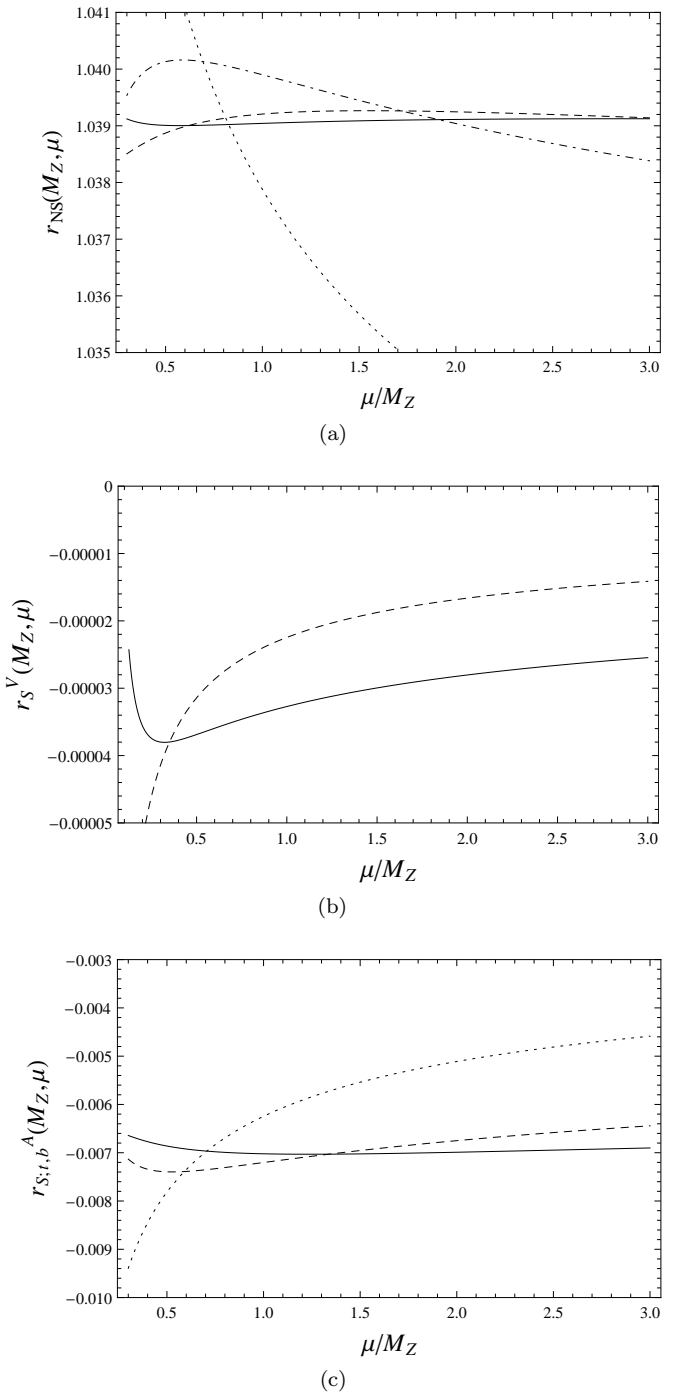 1.041
1.040
1.039
1.038
1.037
1.036
1.035
r_NS(M_Z, μ)
0.5 1.0 1.5 2.0 2.5 3.0
μ/M_Z
(a)
0
−0.00001
−0.00002
−0.00003
−0.00004
−0.00005
r_S^V(M_Z, μ)
0.5 1.0 1.5 2.0 2.5 3.0
μ/M_Z
(b)
−0.003
−0.004
−0.005
−0.006
−0.007
−0.008
−0.009
−0.010
r_S;t,b^A(M_Z, μ)
0.5 1.0 1.5 2.0 2.5 3.0
μ/M_Z
(c)